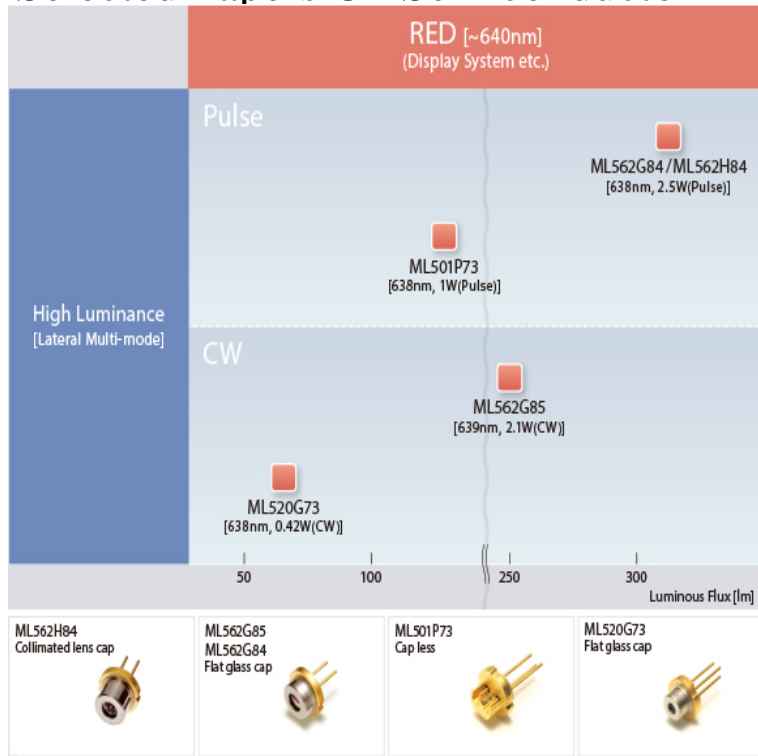 RED [~640nm]
(Display System etc.)
Pulse
ML562G84/ML562H84
[638nm, 2.5W(Pulse)]
ML501P73
[638nm, 1W(Pulse)]
High Luminance
[Lateral Multi-mode]
CW
ML562G85
[639nm, 2.1W(CW)]
ML520G73
[638nm, 0.42W(CW)]
50 100 250 300
Luminous Flux[lm]
ML562H84
Collimated lens cap
ML562G85
ML562G84
Flat glass cap
ML501P73
Cap less
ML520G73
Flat glass cap